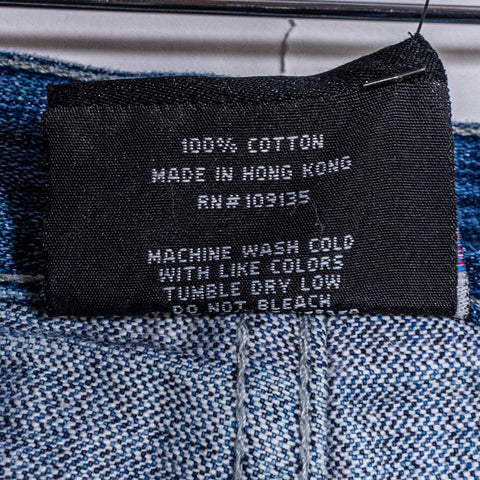 100% COTTON
MADE IN HONG KONG
RN#109135
MACHINE WASH COLD
WITH LIKE COLORS
TUMBLE DRY LOW
DO NOT BLEACH